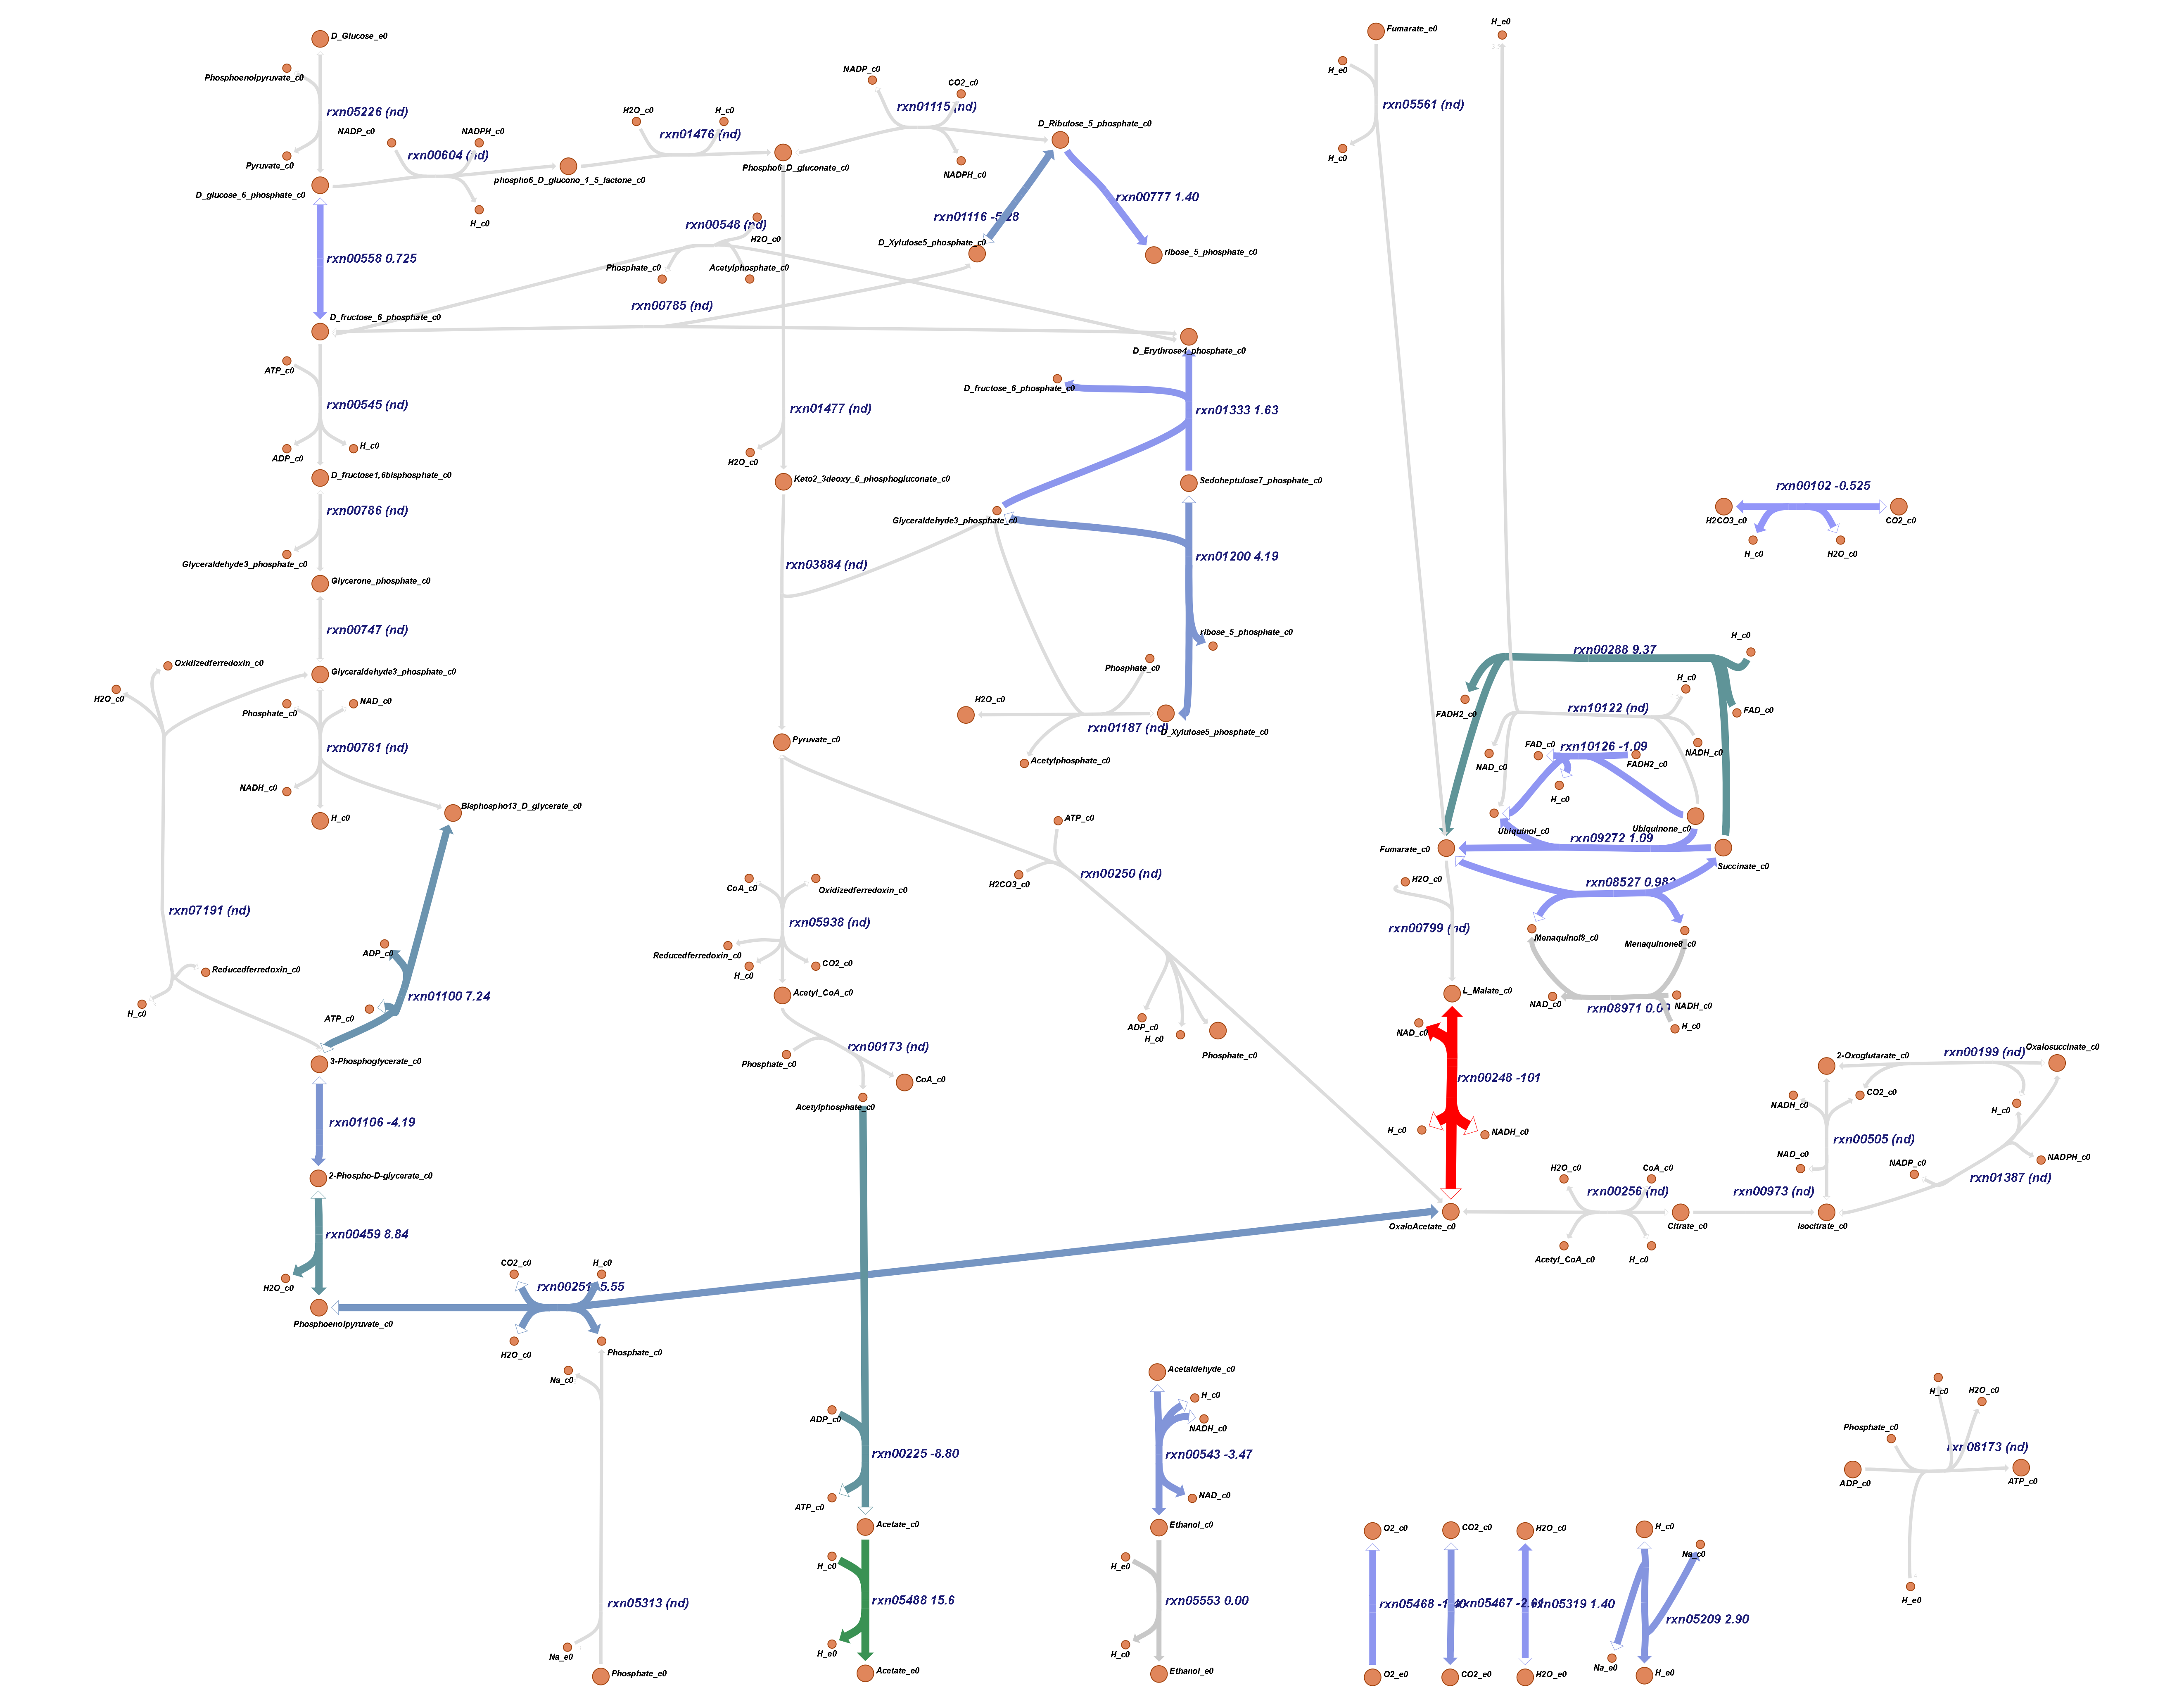 D_Glucose_e0
Phosphoenolpyruvate_c0
rxn05226 (nd)
Pyruvate_c0
D_glucose_6_phosphate_c0
NADP_c0
NADPH_c0
rxn00604 (nd)
H_c0
phospho6_D_glucono_1_5_lactone_c0
H2O_c0
H_c0
rxn01476 (nd)
Phospho6_D_gluconate_c0
NADP_c0
CO2_c0
rxn01115 (nd)
NADPH_c0
D_Ribulose_5_phosphate_c0
rxn00777 1.40
rxn01116 -5.28
D_Xylulose5_phosphate_c0
ribose_5_phosphate_c0
rxn00548 (nd)
H2O_c0
Phosphate_c0
Acetylphosphate_c0
rxn00785 (nd)
rxn00558 0.725
D_fructose_6_phosphate_c0
ATP_c0
rxn00545 (nd)
ADP_c0
H_c0
D_fructose1,6bisphosphate_c0
rxn00786 (nd)
Glyceraldehyde3_phosphate_c0
Glycerone_phosphate_c0
rxn00747 (nd)
Oxidizedferredoxin_c0
H2O_c0
Glyceraldehyde3_phosphate_c0
Phosphate_c0
NAD_c0
rxn00781 (nd)
NADH_c0
H_c0
Bisphospho13_D_glycerate_c0
rxn07191 (nd)
Reducedferredoxin_c0
H_c0
ADP_c0
rxn01100 7.24
ATP_c0
3-Phosphoglycerate_c0
rxn01106 -4.19
2-Phospho-D-glycerate_c0
rxn00459 8.84
H2O_c0
Phosphoenolpyruvate_c0
CO2_c0
H_c0
rxn00251 -5.55
H2O_c0
Phosphate_c0
Na_c0
rxn05313 (nd)
Na_e0
Phosphate_e0
D_Erythrose4_phosphate_c0
D_fructose_6_phosphate_c0
rxn01333 1.63
rxn01477 (nd)
H2O_c0
Keto2_3deoxy_6_phosphogluconate_c0
Sedoheptulose7_phosphate_c0
Glyceraldehyde3_phosphate_c0
rxn03884 (nd)
rxn01200 4.19
ribose_5_phosphate_c0
Phosphate_c0
H2O_c0
rxn01187 (nd)
D_Xylulose5_phosphate_c0
Acetylphosphate_c0
Pyruvate_c0
ATP_c0
H2CO3_c0
rxn00250 (nd)
CoA_c0
Oxidizedferredoxin_c0
rxn05938 (nd)
Reducedferredoxin_c0
H_c0
CO2_c0
Acetyl_CoA_c0
ADP_c0
H_c0
Phosphate_c0
rxn00173 (nd)
Phosphate_c0
CoA_c0
Acetylphosphate_c0
ADP_c0
rxn00225 -8.80
ATP_c0
Acetate_c0
H_c0
rxn05488 15.6
H_e0
Acetate_e0
Acetaldehyde_c0
H_c0
NADH_c0
rxn00543 -3.47
NAD_c0
Ethanol_c0
H_e0
rxn05553 0.00
H_c0
Ethanol_e0
Fumarate_e0
H_e0
H_e0
rxn05561 (nd)
H_c0
rxn00102 -0.525
H2CO3_c0
CO2_c0
H_c0
H2O_c0
rxn00288 9.37
H_c0
FADH2_c0
FAD_c0
H_c0
rxn10122 (nd)
NAD_c0
NADH_c0
rxn10126 -1.09
FAD_c0
FADH2_c0
H_c0
Ubiquinol_c0
Ubiquinone_c0
rxn09272 1.09
Fumarate_c0
Succinate_c0
rxn08527 0.982
H2O_c0
rxn00799 (nd)
Menaquinol8_c0
Menaquinone8_c0
L_Malate_c0
NAD_c0
NADH_c0
rxn08971 0.00
H_c0
NAD_c0
rxn00248 -101
H_c0
NADH_c0
OxaloAcetate_c0
H2O_c0
CoA_c0
rxn00256 (nd)
Acetyl_CoA_c0
H_c0
Citrate_c0
rxn00973 (nd)
Isocitrate_c0
2-Oxoglutarate_c0
rxn00199 (nd)
Oxalosuccinate_c0
NADH_c0
CO2_c0
H_c0
rxn00505 (nd)
NAD_c0
NADP_c0
NADPH_c0
rxn01387 (nd)
H_c0
H2O_c0
Phosphate_c0
rxn08173 (nd)
ADP_c0
ATP_c0
H_e0
O2_c0
CO2_c0
H2O_c0
H_c0
Na_c0
rxn05468 -1.40
rxn05467 -2.61
rxn05319 1.40
rxn05209 2.90
Na_e0
O2_e0
CO2_e0
H2O_e0
H_e0